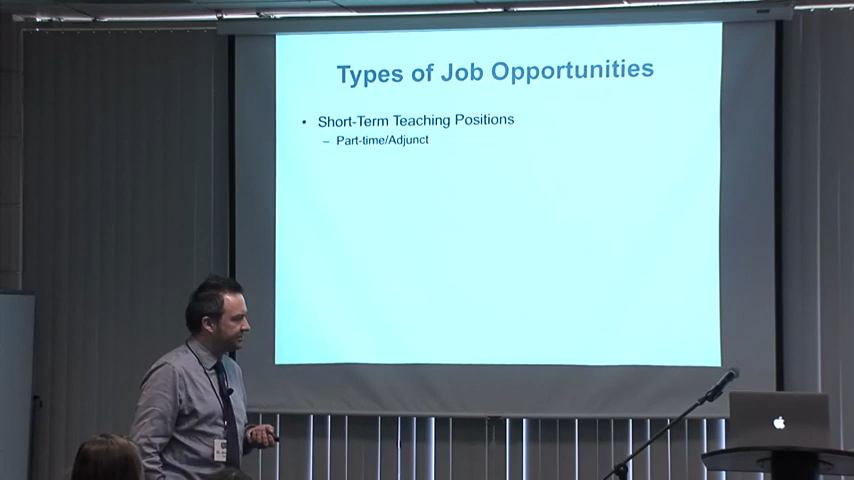 Types of Job Opportunities
• Short-Term Teaching Positions
– Part-time/Adjunct